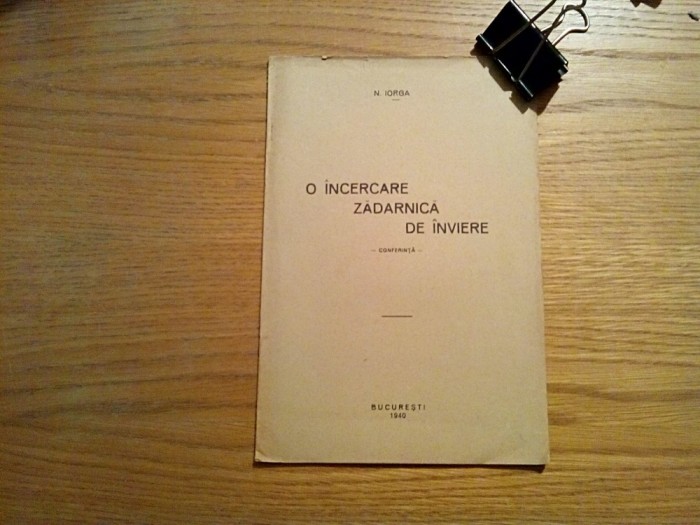 N. IORGA
O ÎNCERCARE
ZĂDARNICĂ
DE ÎNVIERE
— CONFERINȚĂ —
BUCUREȘTI
1940